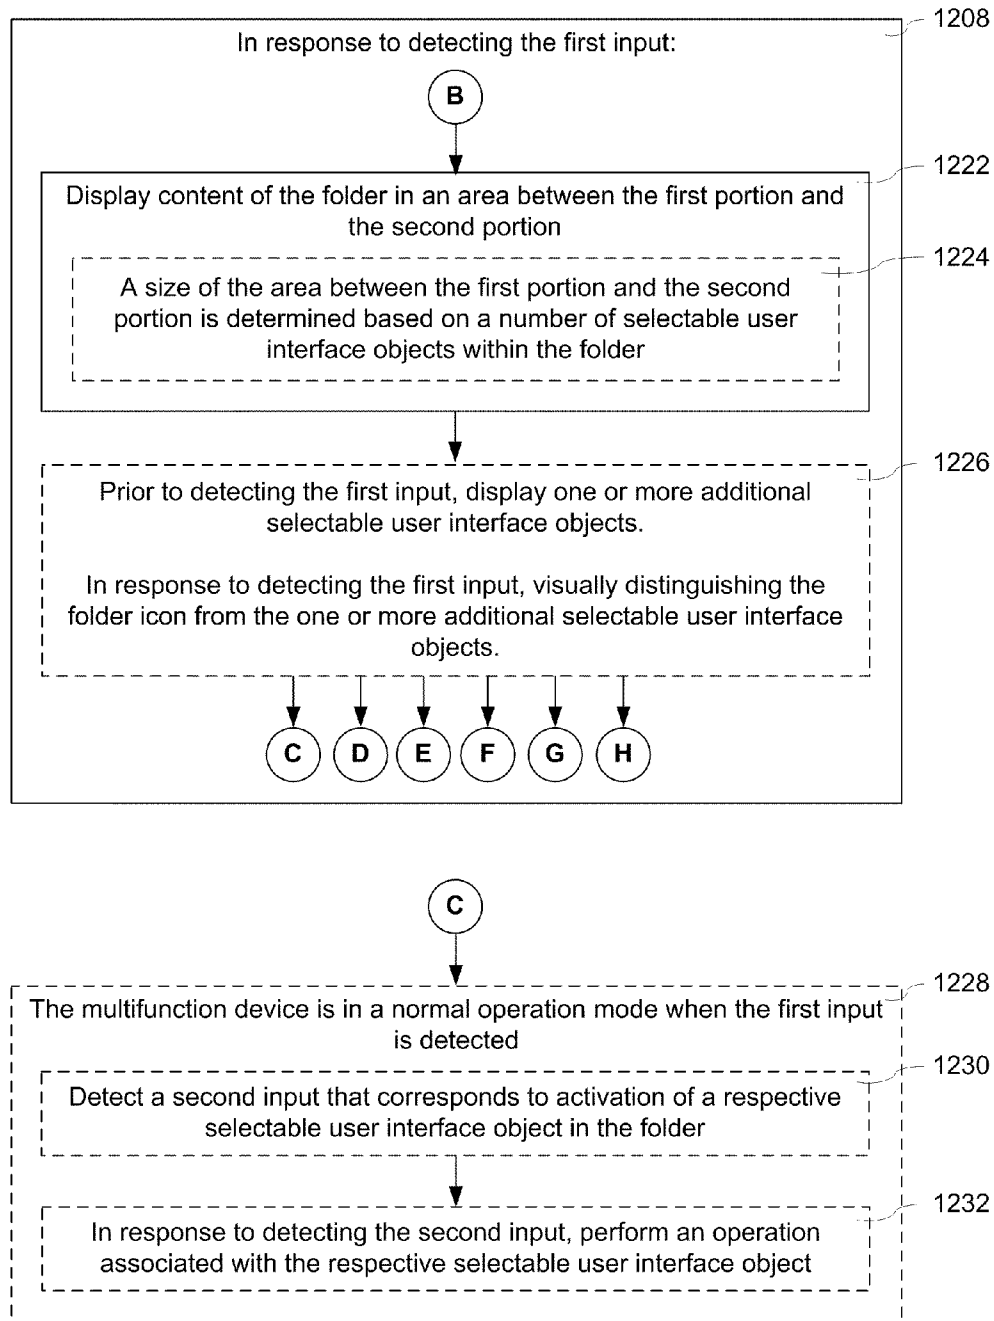 1208
In response to detecting the first input:
B
1222
Display content of the folder in an area between the first portion and
the second portion
1224
A size of the area between the first portion and the second
portion is determined based on a number of selectable user
interface objects within the folder
1226
Prior to detecting the first input, display one or more additional
selectable user interface objects.
In response to detecting the first input, visually distinguishing the
folder icon from the one or more additional selectable user interface
objects.
C D E F G H
C
1228
The multifunction device is in a normal operation mode when the first input
is detected
1230
Detect a second input that corresponds to activation of a respective
selectable user interface object in the folder
1232
In response to detecting the second input, perform an operation
associated with the respective selectable user interface object